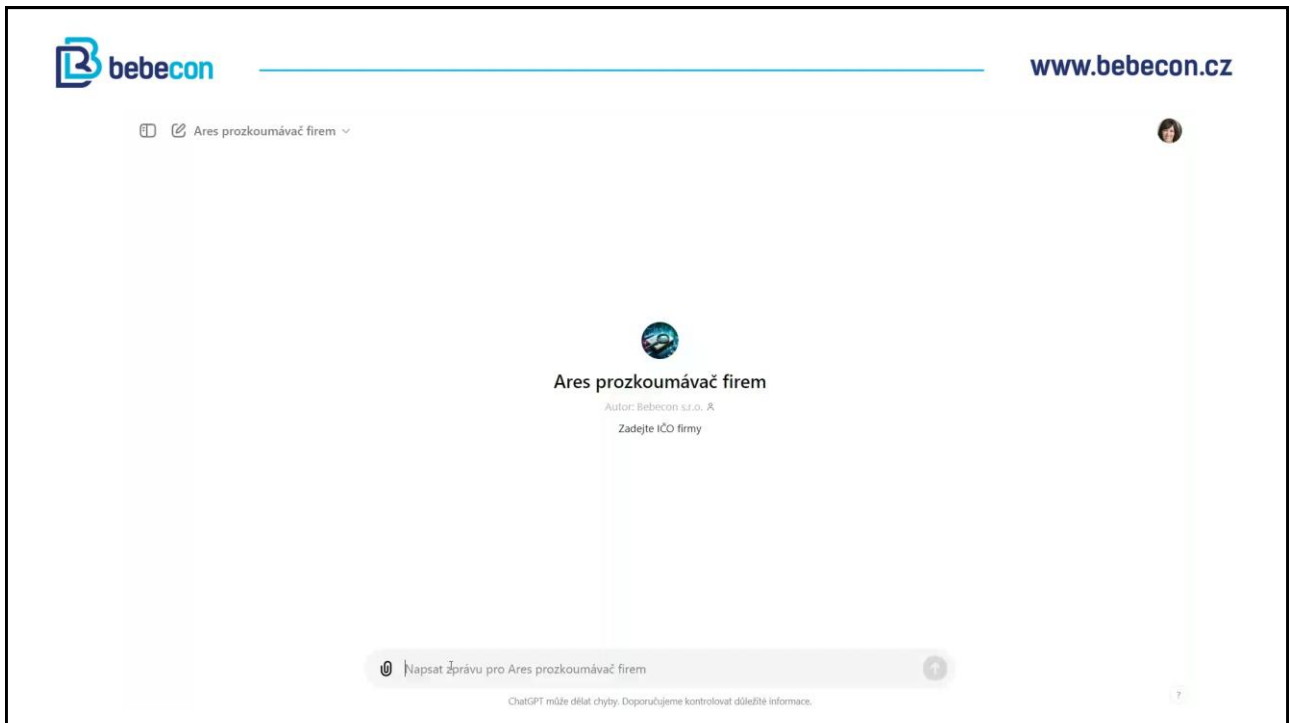 bebecon
www.bebecon.cz
Ares prozkoumávač firem
Ares prozkoumávač firem
Autor: Bebecon s.r.o.
Zadejte IČO firmy
Napsat zprávu pro Ares prozkoumávač firem
ChatGPT může dělat chyby. Doporučujeme kontrolovat důležité informace.
?